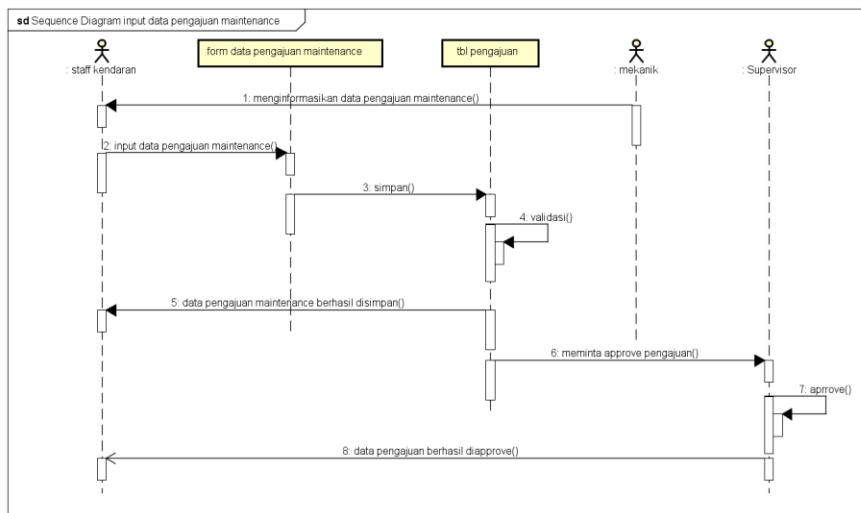 sd Sequence Diagram input data pengajuan maintenance
: staff kendaran
form data pengajuan maintenance
tbl pengajuan
: mekanik
: Supervisor
1: menginformasikan data pengajuan maintenance()
2: input data pengajuan maintenance()
3: simpan()
4: validasi()
5: data pengajuan maintenance berhasil disimpan()
6: meminta approve pengajuan()
7: aprrove()
8: data pengajuan berhasil diapprove()